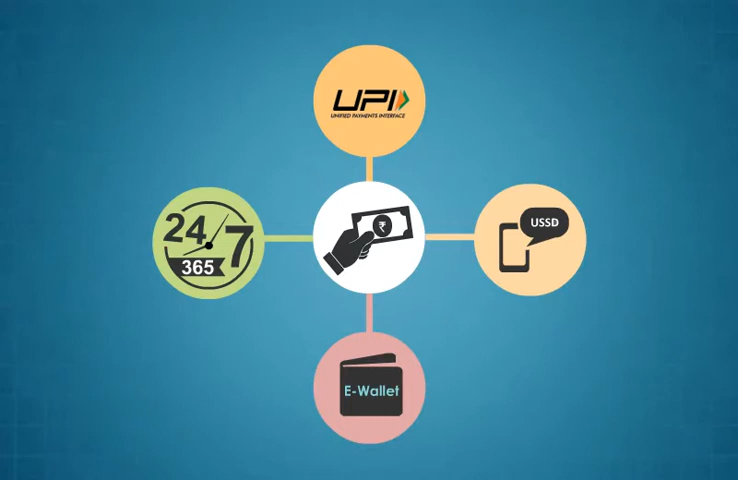 UPI
UNIFIED PAYMENTS INTERFACE
24
7
365
₹
USSD
E-Wallet